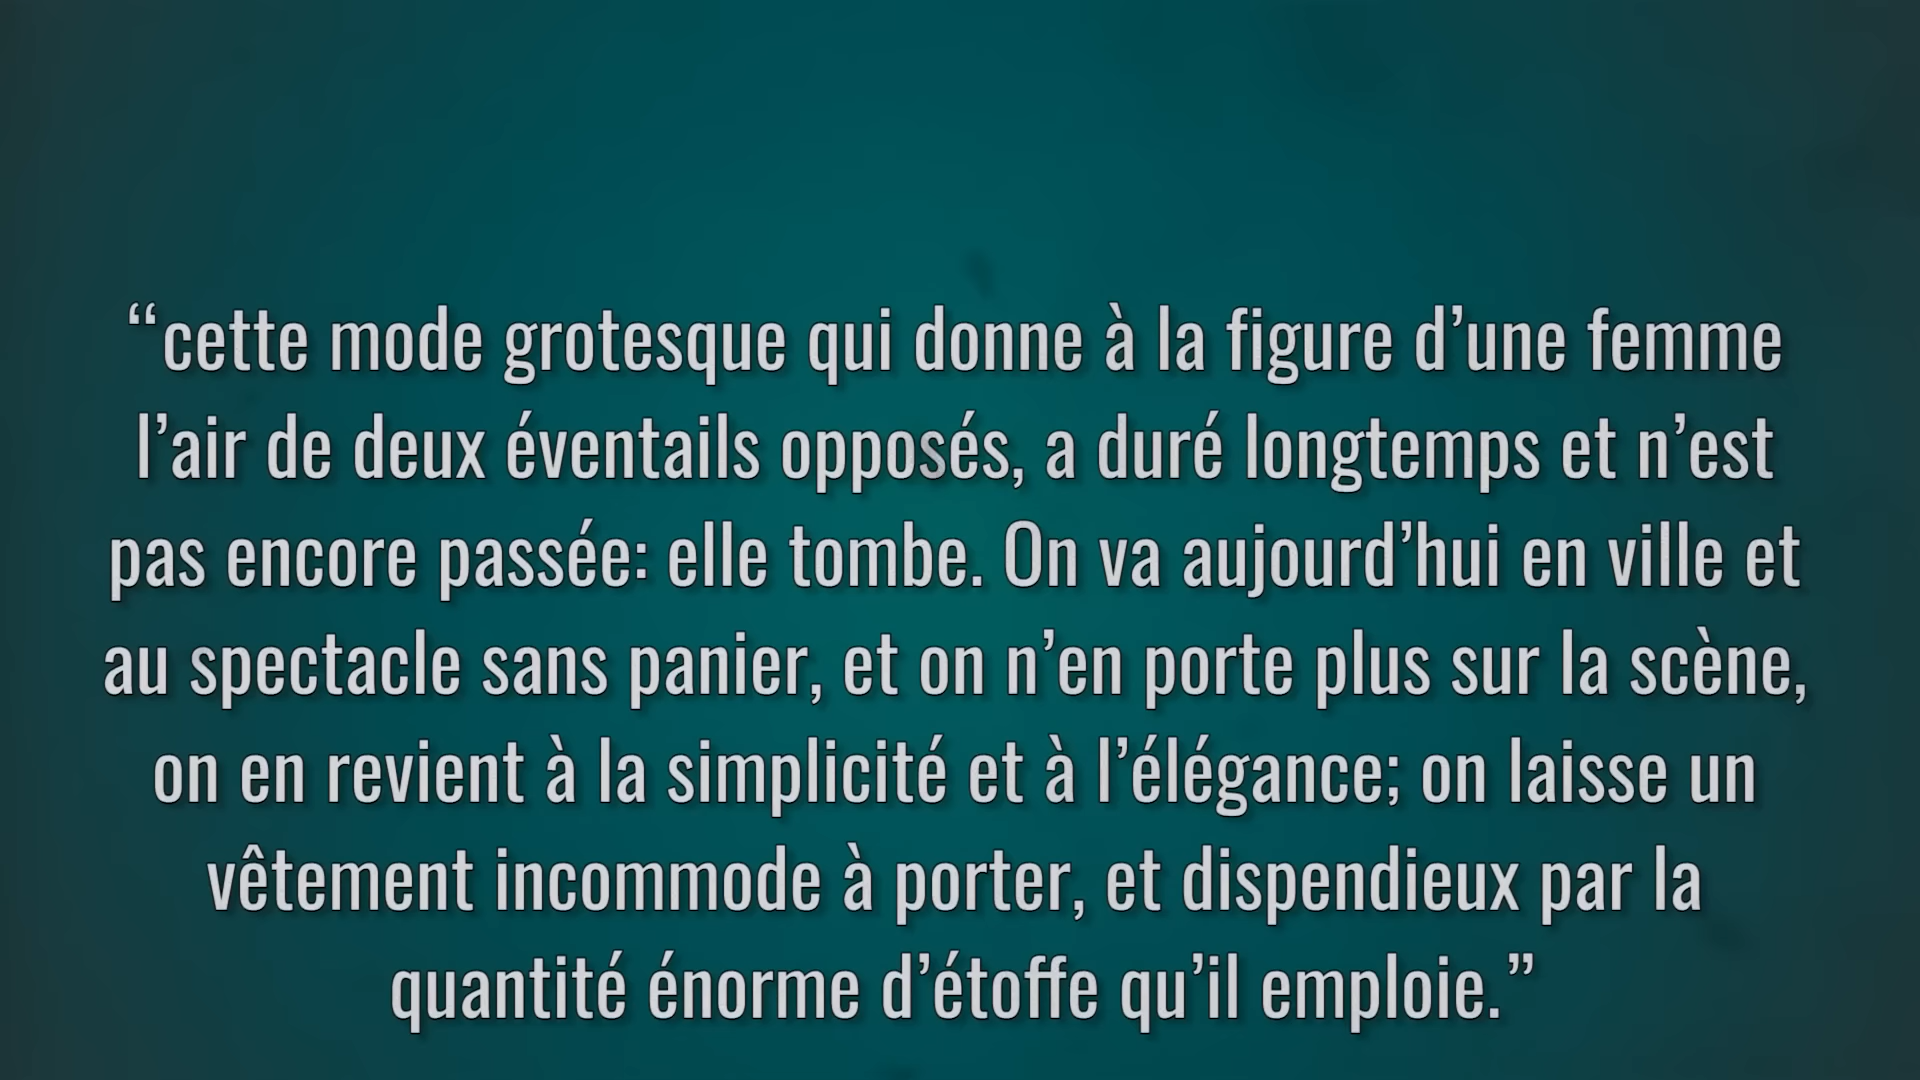 “cette mode grotesque qui donne à la figure d’une femme
l’air de deux éventails opposés, a duré longtemps et n’est
pas encore passée: elle tombe. On va aujourd’hui en ville et
au spectacle sans panier, et on n’en porte plus sur la scène,
on en revient à la simplicité et à l’élégance; on laisse un
vêtement incommode à porter, et dispendieux par la
quantité énorme d’étoffe qu’il emploie.”